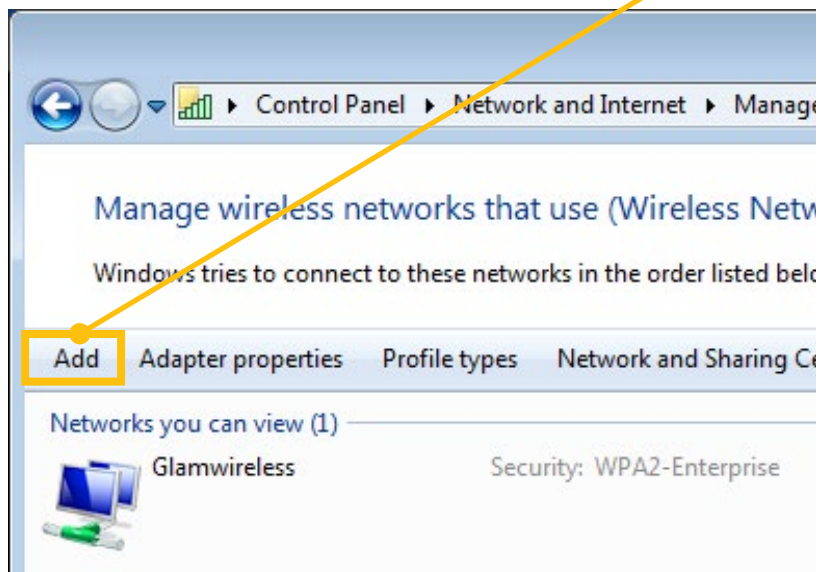 Control Panel Network and Internet Manage
Manage wireless networks that use (Wireless Netw
Windows tries to connect to these networks in the order listed belo
Add Adapter properties Profile types Network and Sharing Ce
Networks you can view (1)
Glamwireless Security: WPA2-Enterprise